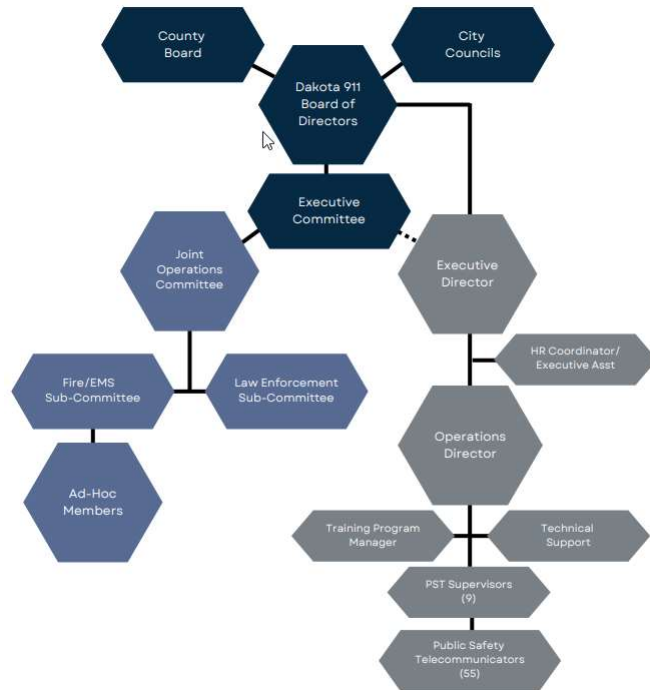 County
Board
City
Councils
Dakota 911
Board of
Directors
Executive
Committee
Joint
Operations
Committee
Executive
Director
HR Coordinator/
Executive Asst
Fire/EMS
Sub-Committee
Law Enforcement
Sub-Committee
Operations
Director
Ad-Hoc
Members
Training Program
Manager
Technical
Support
PST Supervisors
(9)
Public Safety
Telecommunicators
(55)